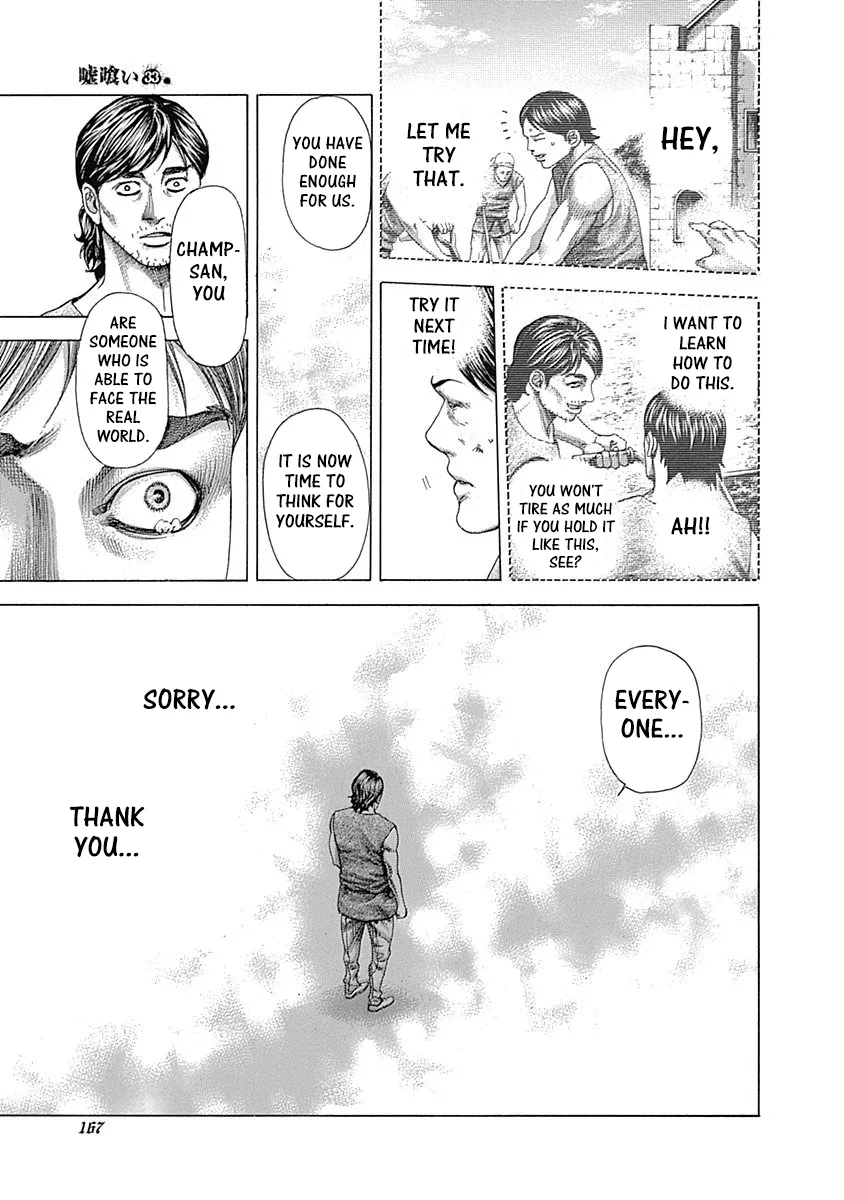 嘘喰い83
HEY,
LET ME
TRY
THAT.
I WANT TO
LEARN
HOW TO
DO THIS.
YOU WON'T
TIRE AS MUCH
IF YOU HOLD IT
LIKE THIS,
SEE?
AH!!
TRY IT
NEXT
TIME!
YOU HAVE
DONE
ENOUGH
FOR US.
IT IS NOW
TIME TO
THINK FOR
YOURSELF.
CHAMP-
SAN,
YOU
ARE
SOMEONE
WHO IS
ABLE TO
FACE THE
REAL
WORLD.
EVERY-
ONE...
SORRY...
THANK
YOU...
167